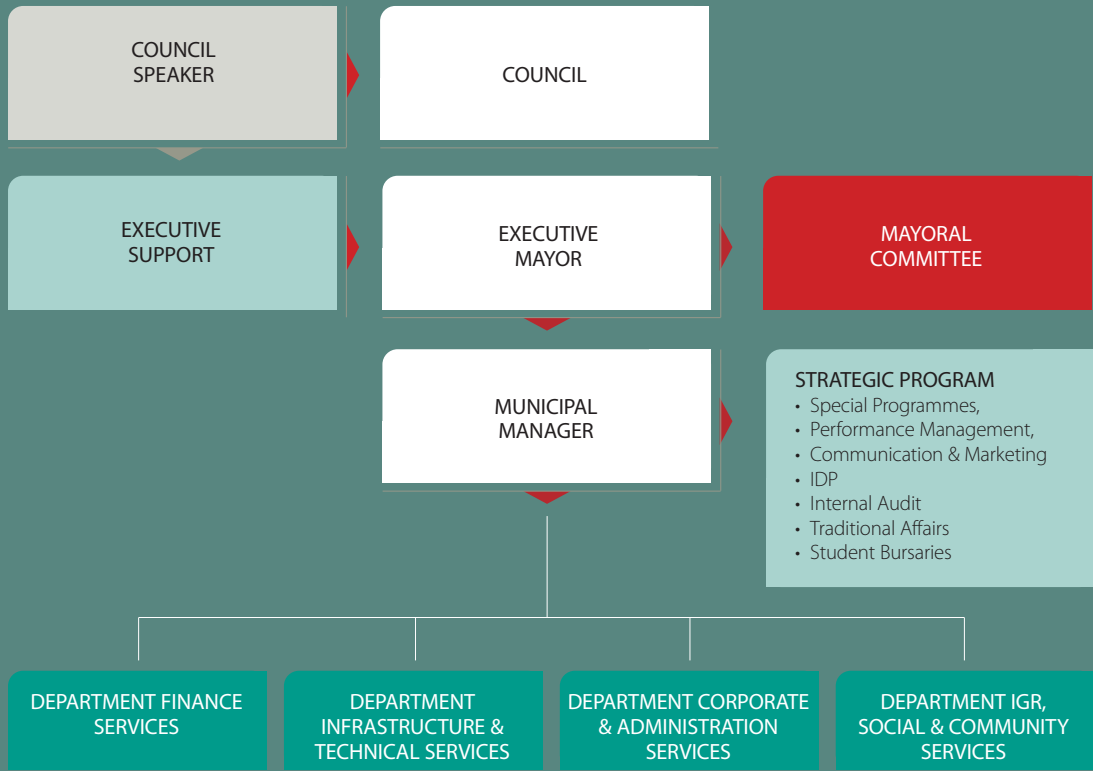 COUNCIL
SPEAKER
COUNCIL
EXECUTIVE
SUPPORT
EXECUTIVE
MAYOR
MAYORAL
COMMITTEE
MUNICIPAL
MANAGER
STRATEGIC PROGRAM
• Special Programmes,
• Performance Management,
• Communication & Marketing
• IDP
• Internal Audit
• Traditional Affairs
• Student Bursaries
DEPARTMENT FINANCE
SERVICES
DEPARTMENT
INFRASTRUCTURE &
TECHNICAL SERVICES
DEPARTMENT CORPORATE
& ADMINISTRATION
SERVICES
DEPARTMENT IGR,
SOCIAL & COMMUNITY
SERVICES